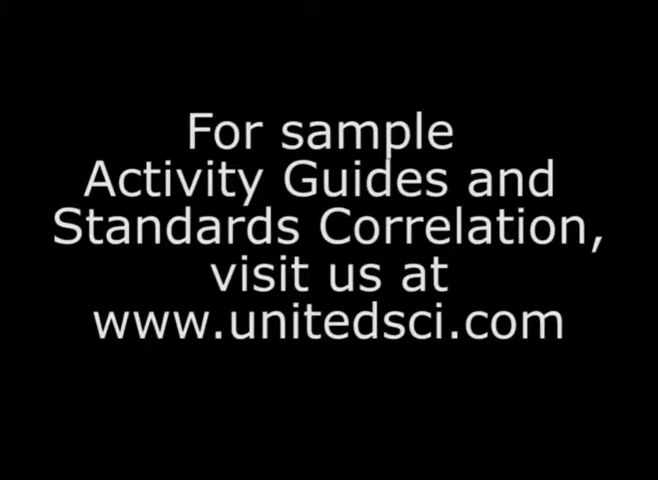 For sample
Activity Guides and
Standards Correlation,
visit us at
www.unitedsci.com